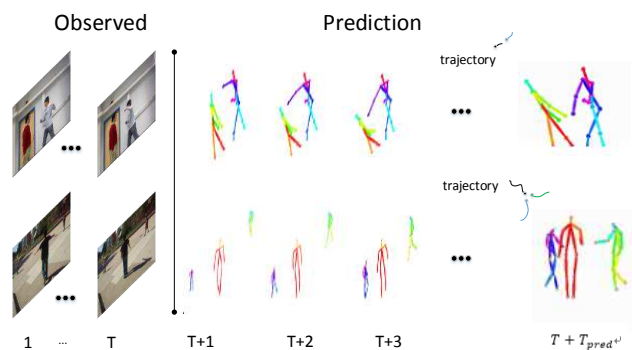 Observed
Prediction
trajectory
•••
•••
trajectory
•••
•••
1 ... T T+1 T+2 T+3 T + T_pred↵